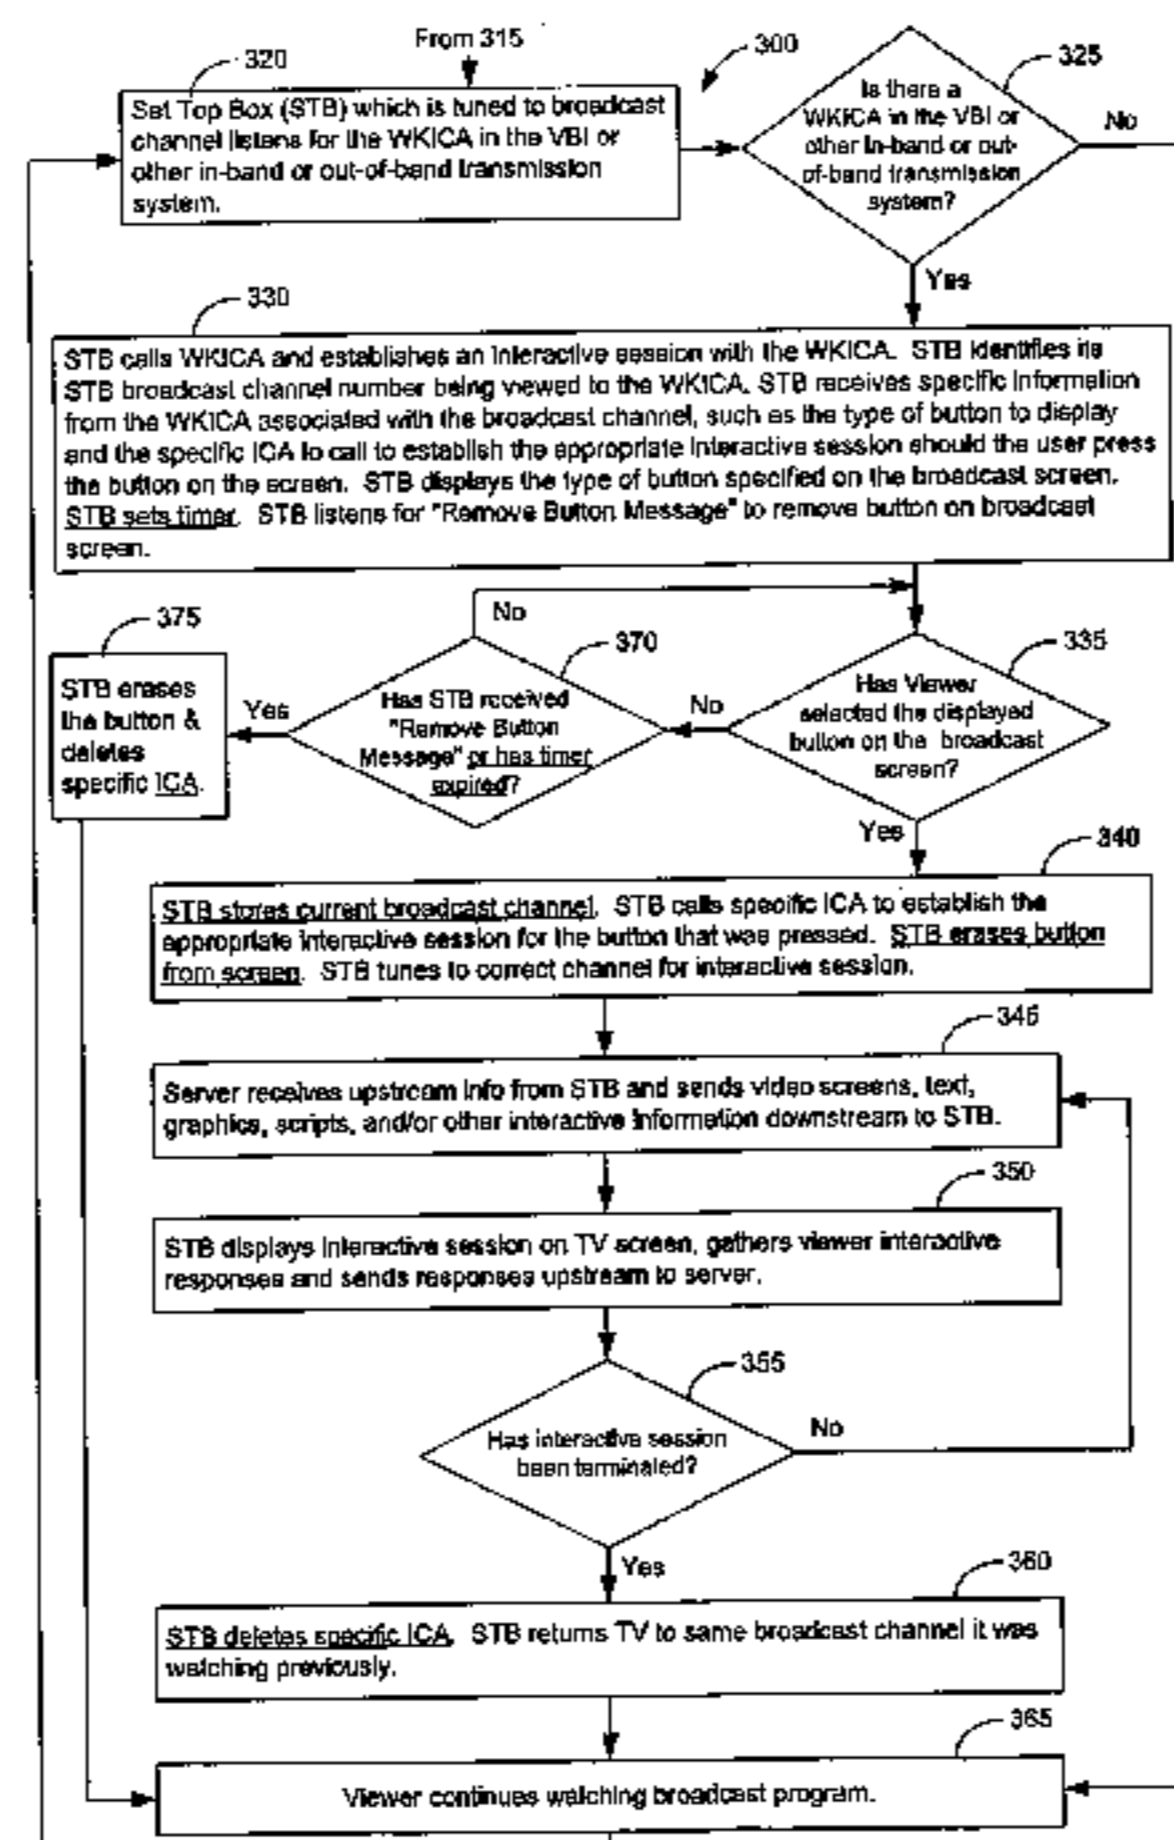 From 315
320
300
325
Set Top Box (STB) which is tuned to broadcast
channel listens for the WKICA in the VBI or
other in-band or out-of-band transmission
system.
Is there a
WKICA in the VBI or
other in-band or out-
of-band transmission
system?
No
Yes
330
STB calls WKICA and establishes an interactive session with the WKICA. STB identifies its
STB broadcast channel number being viewed to the WKICA. STB receives specific information
from the WKICA associated with the broadcast channel, such as the type of button to display
and the specific ICA to call to establish the appropriate interactive session should the user press
the button on the screen. STB displays the type of button specified on the broadcast screen.
STB sets timer. STB listens for "Remove Button Message" to remove button on broadcast
screen.
No
375
370
335
STB erases
the button &
deletes
specific ICA.
Yes
Has STB received
"Remove Button
Message" or has timer
expired?
No
Has Viewer
selected the displayed
button on the broadcast
screen?
Yes
340
STB stores current broadcast channel. STB calls specific ICA to establish the
appropriate interactive session for the button that was pressed. STB erases button
from screen. STB tunes to correct channel for interactive session.
345
Server receives upstream info from STB and sends video screens, text,
graphics, scripts, and/or other interactive information downstream to STB.
350
STB displays interactive session on TV screen, gathers viewer interactive
responses and sends responses upstream to server.
355
Has interactive session
been terminated?
No
Yes
360
STB deletes specific ICA. STB returns TV to same broadcast channel it was
watching previously.
365
Viewer continues watching broadcast program.